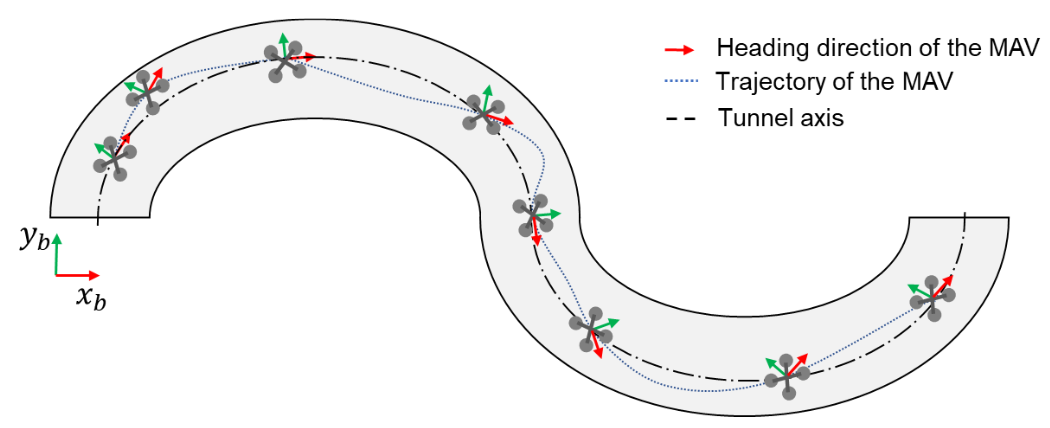 Heading direction of the MAV
Trajectory of the MAV
Tunnel axis
y_b
x_b